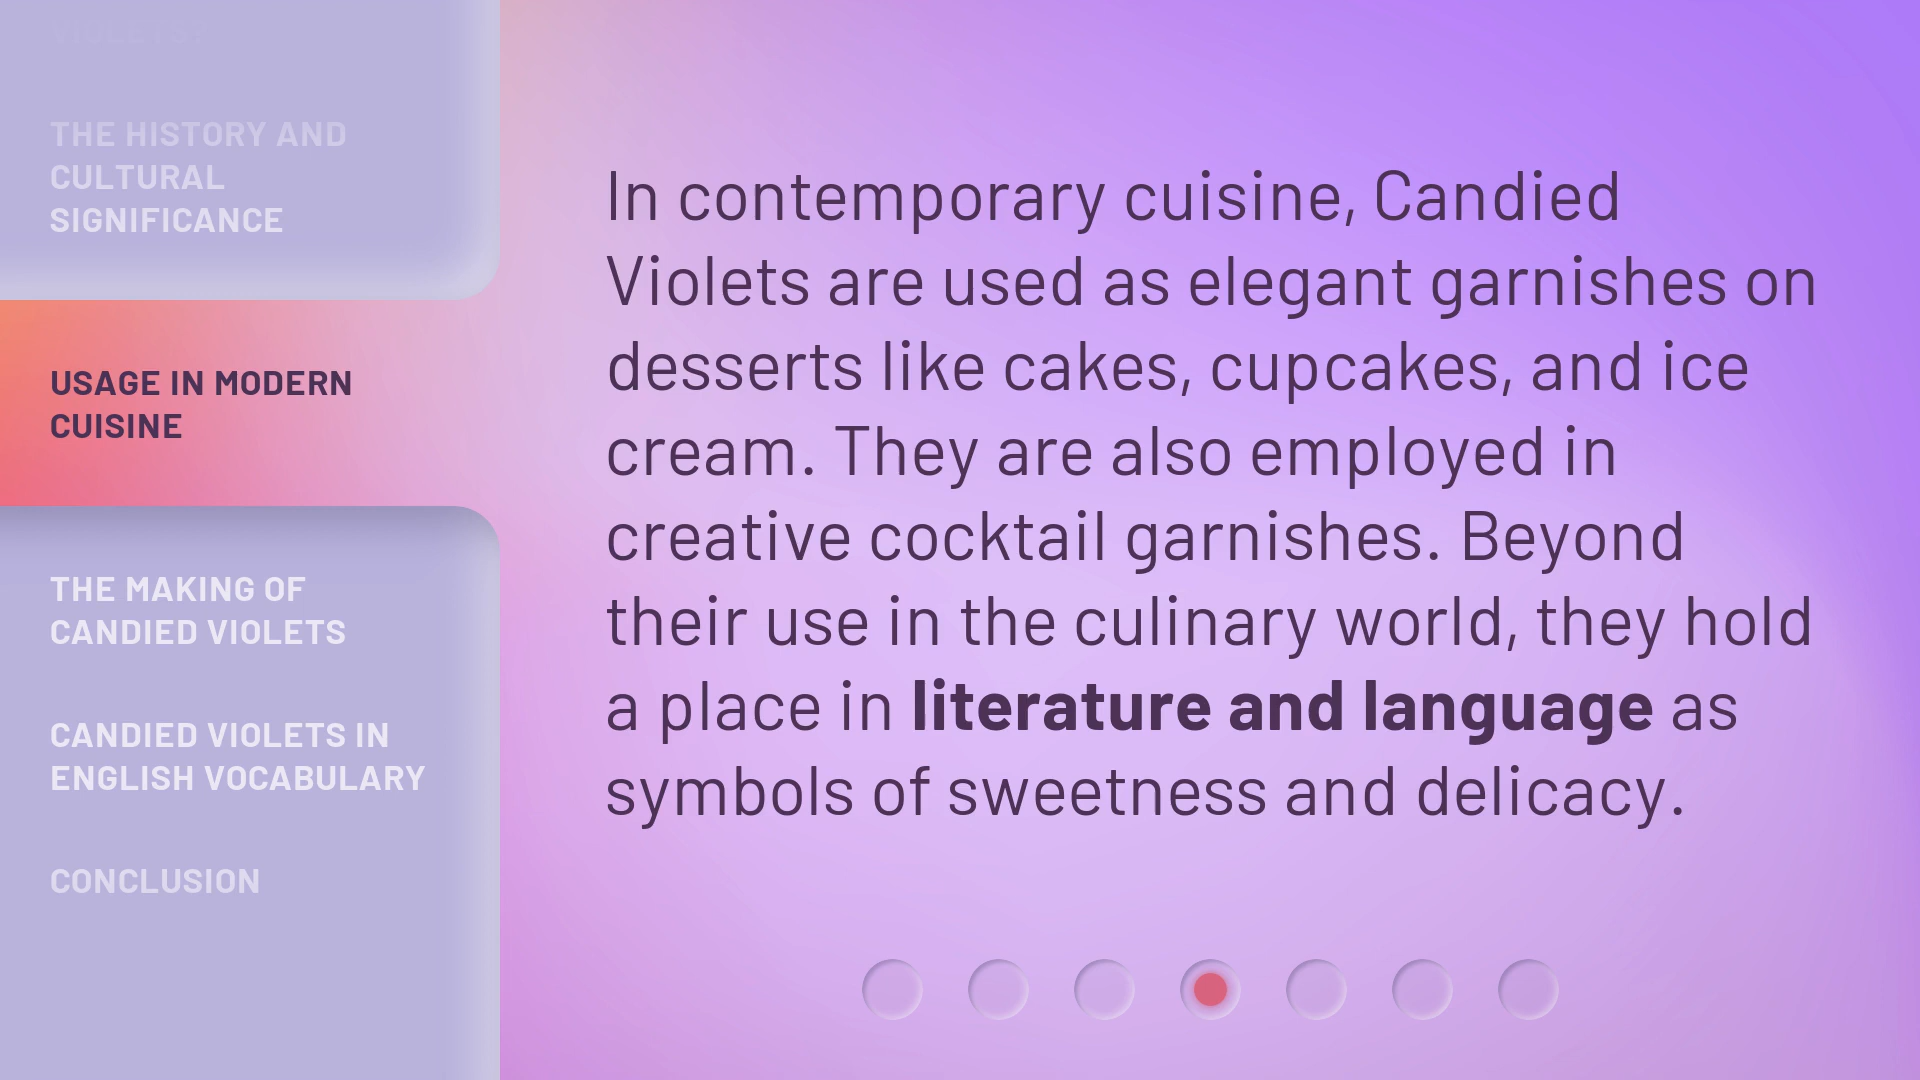 VIOLETS?
THE HISTORY AND
CULTURAL
SIGNIFICANCE
USAGE IN MODERN
CUISINE
THE MAKING OF
CANDIED VIOLETS
CANDIED VIOLETS IN
ENGLISH VOCABULARY
CONCLUSION
In contemporary cuisine, Candied
Violets are used as elegant garnishes on
desserts like cakes, cupcakes, and ice
cream. They are also employed in
creative cocktail garnishes. Beyond
their use in the culinary world, they hold
a place in literature and language as
symbols of sweetness and delicacy.